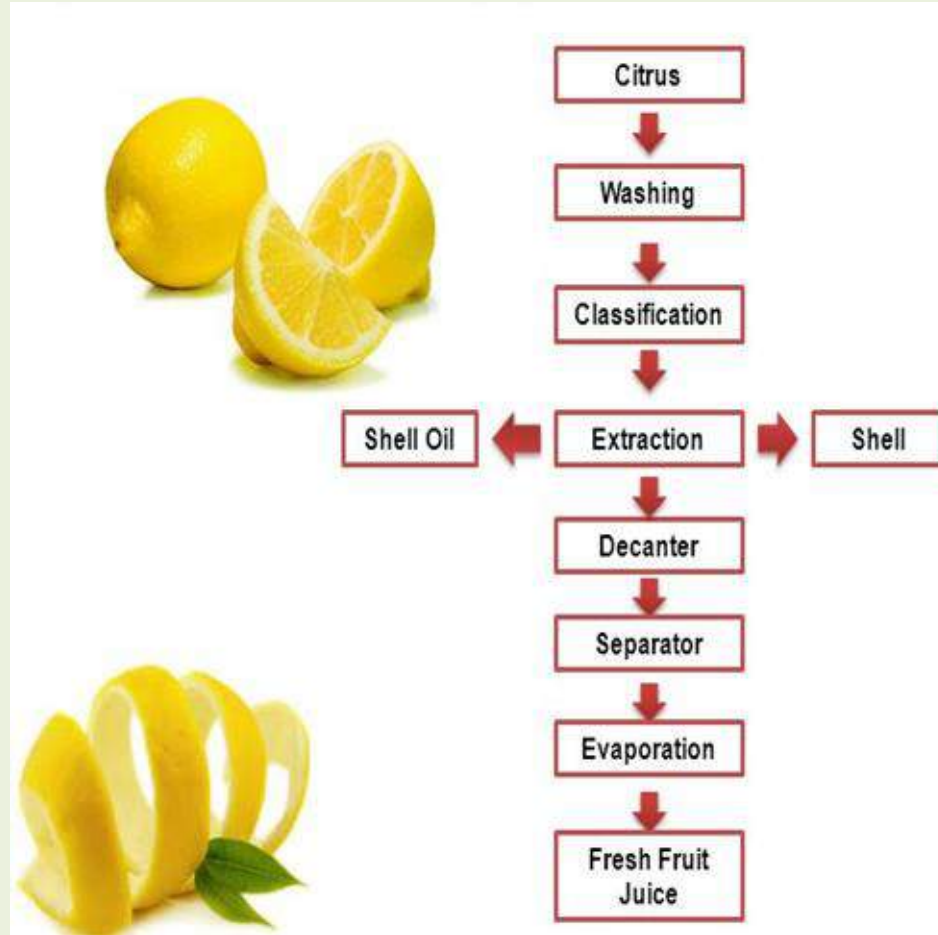 Citrus
Washing
Classification
Shell Oil
Extraction
Shell
Decanter
Separator
Evaporation
Fresh Fruit
Juice